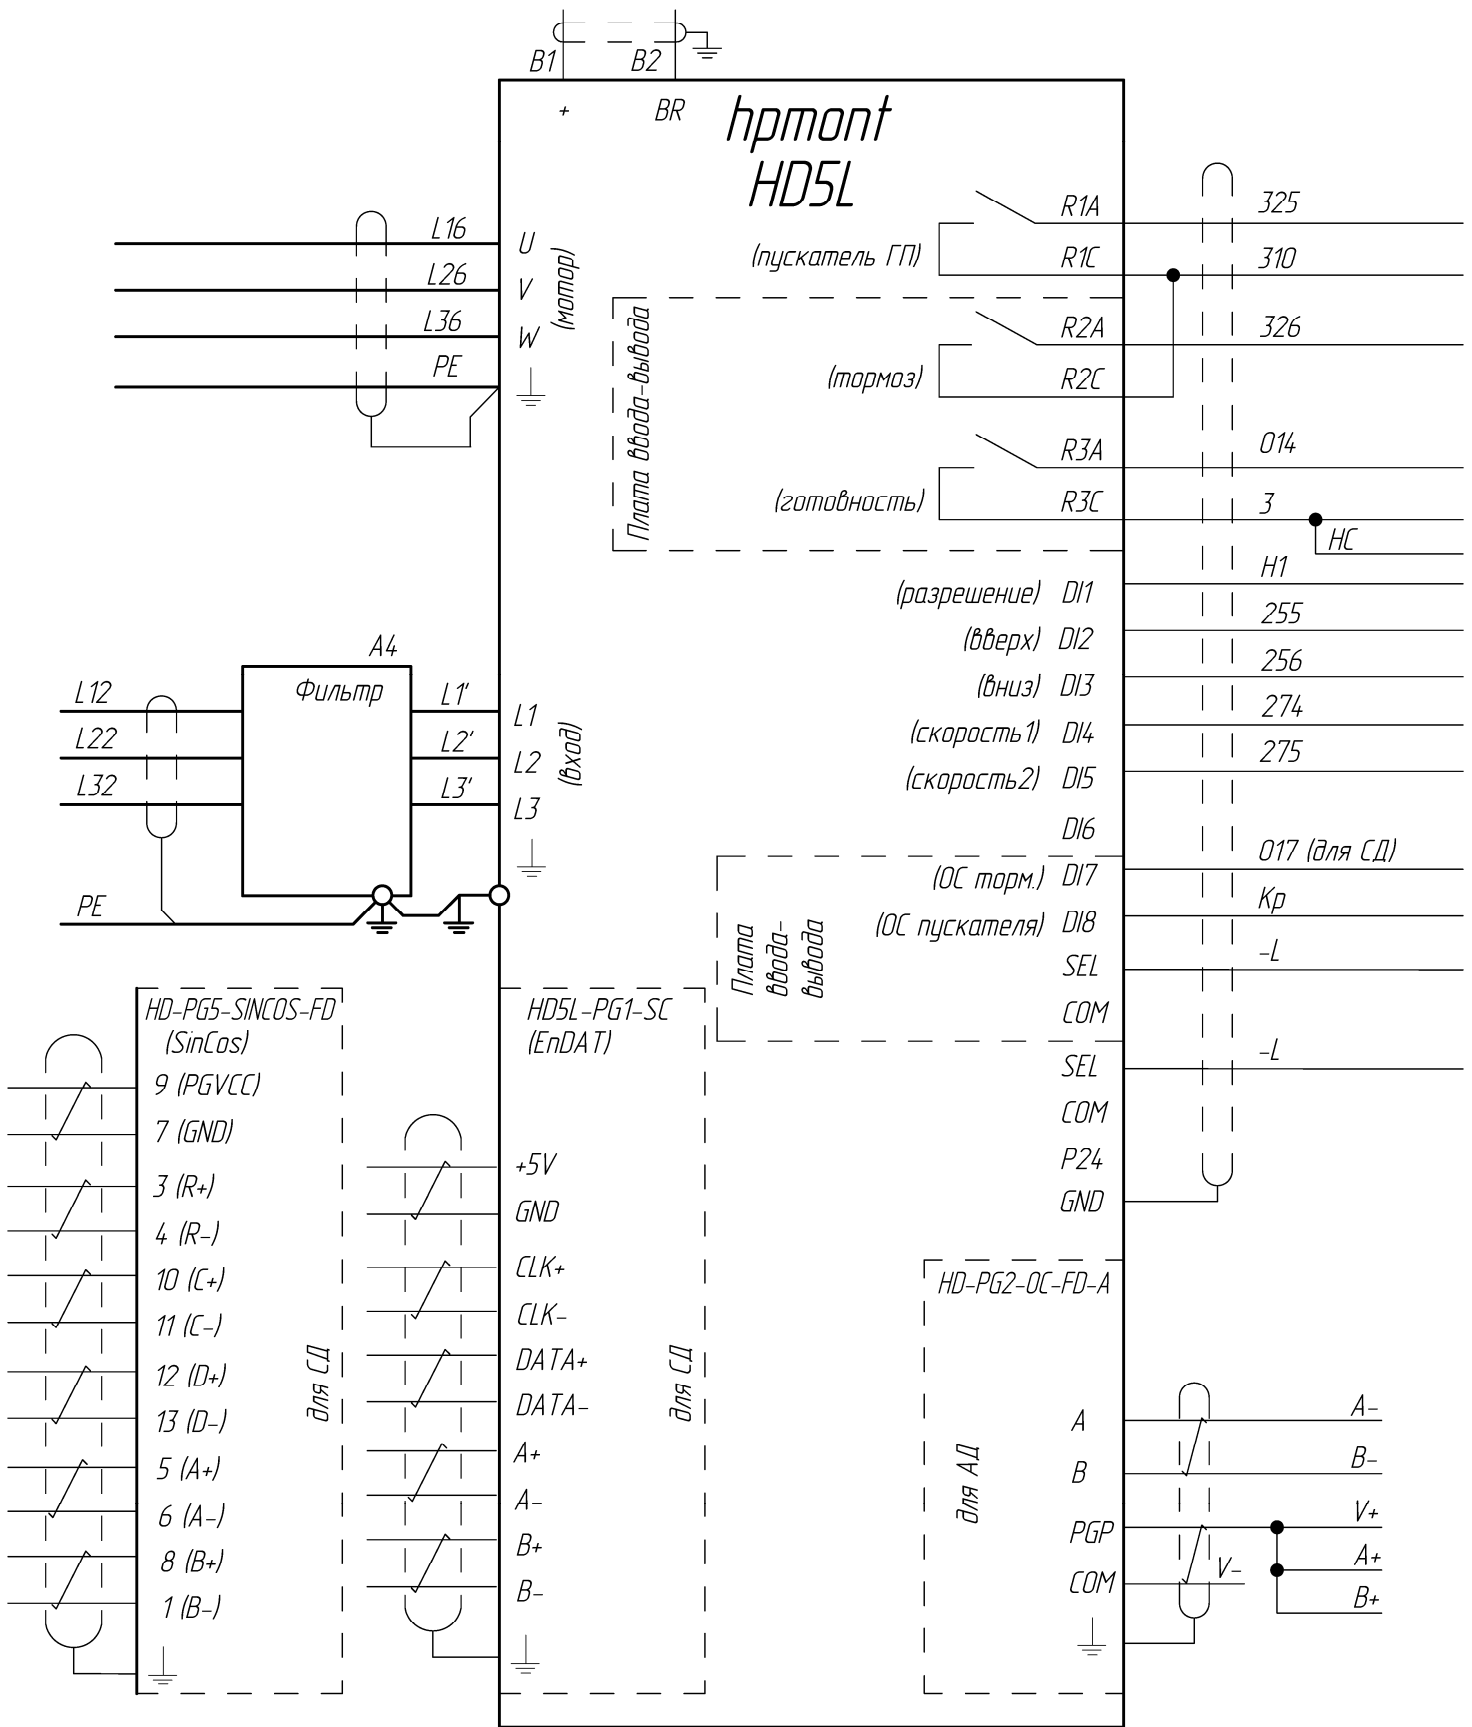 B1
B2
+
BR
hpmont
HD5L
L16
U
L26
V
L36
W
PE
(мотор)
R1A
325
(пускатель ГП)
R1C
310
Плата ввода-вывода
R2A
326
(тормоз)
R2C
R3A
014
(готовность)
R3C
3
НС
(разрешение) DI1
H1
(вверх) DI2
255
(вниз) DI3
256
(скорость1) DI4
274
(скорость2) DI5
275
DI6
A4
Фильтр
L12
L1'
L1
L22
L2'
L2
L32
L3'
L3
(вход)
PE
Плата
ввода-
вывода
(ОС торм.) DI7
017 (для СД)
(ОС пускателя) DI8
Кр
SEL
-L
COM
SEL
-L
COM
P24
GND
HD-PG5-SINCOS-FD
(SinCos)
9 (PGVCC)
7 (GND)
3 (R+)
4 (R-)
10 (C+)
11 (C-)
12 (D+)
13 (D-)
5 (A+)
6 (A-)
8 (B+)
1 (B-)
для СД
HD5L-PG1-SC
(EnDAT)
+5V
GND
CLK+
CLK-
DATA+
DATA-
A+
A-
B+
B-
для СД
HD-PG2-OC-FD-A
для АД
A
A-
B
B-
PGP
V+
A+
COM
V-
B+